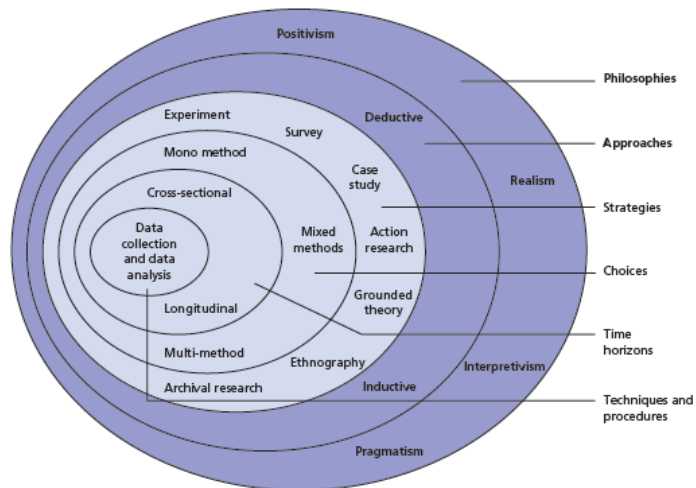 Positivism
Philosophies
Experiment
Deductive
Survey
Approaches
Mono method
Case
study
Realism
Cross-sectional
Strategies
Data
collection
and data
analysis
Mixed
methods
Action
research
Choices
Longitudinal
Grounded
theory
Time
horizons
Multi-method
Ethnography
Interpretivism
Archival research
Inductive
Techniques and
procedures
Pragmatism